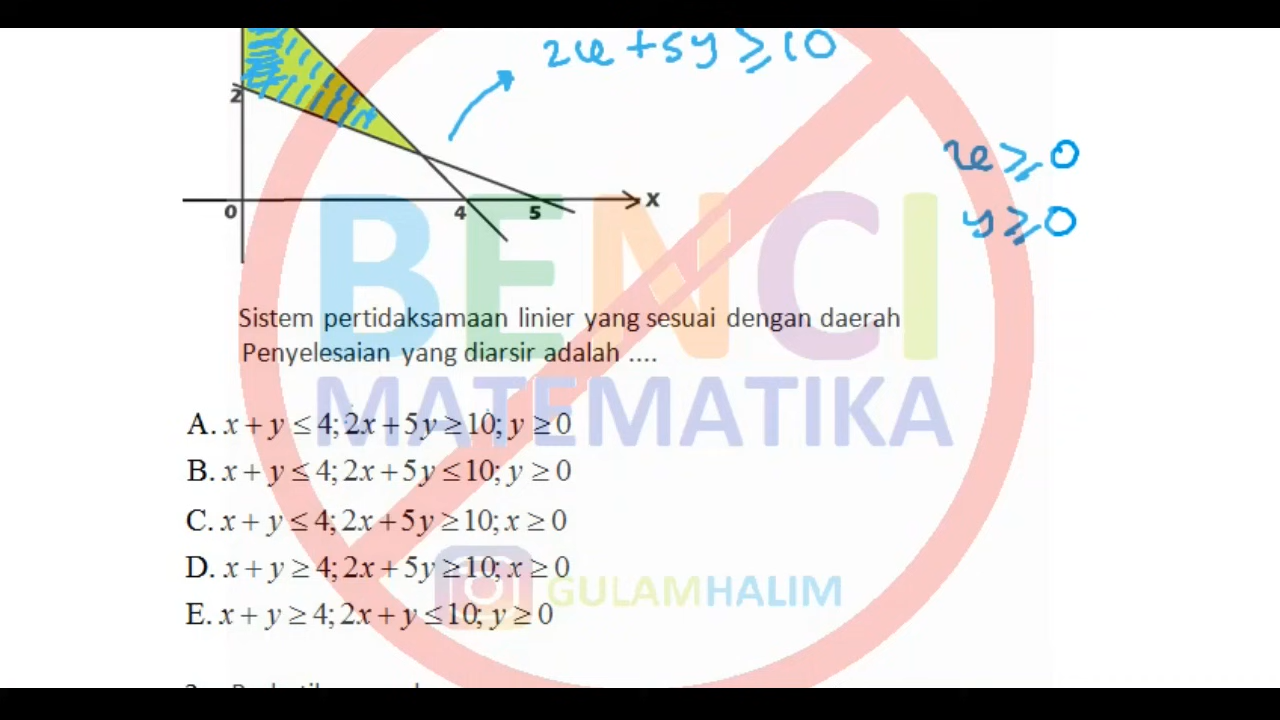 2x + 5y ≥ 10
2
x ≥ 0
x
0
4
5
y ≥ 0
BENCI
MATEMATIKA
Sistem pertidaksamaan linier yang sesuai dengan daerah
Penyelesaian yang diarsir adalah ....
A. x + y ≤ 4; 2x + 5y ≥ 10; y ≥ 0
B. x + y ≤ 4; 2x + 5y ≤ 10; y ≥ 0
C. x + y ≤ 4; 2x + 5y ≥ 10; x ≥ 0
D. x + y ≥ 4; 2x + 5y ≥ 10; x ≥ 0
GULAMHALIM
E. x + y ≥ 4; 2x + y ≤ 10; y ≥ 0